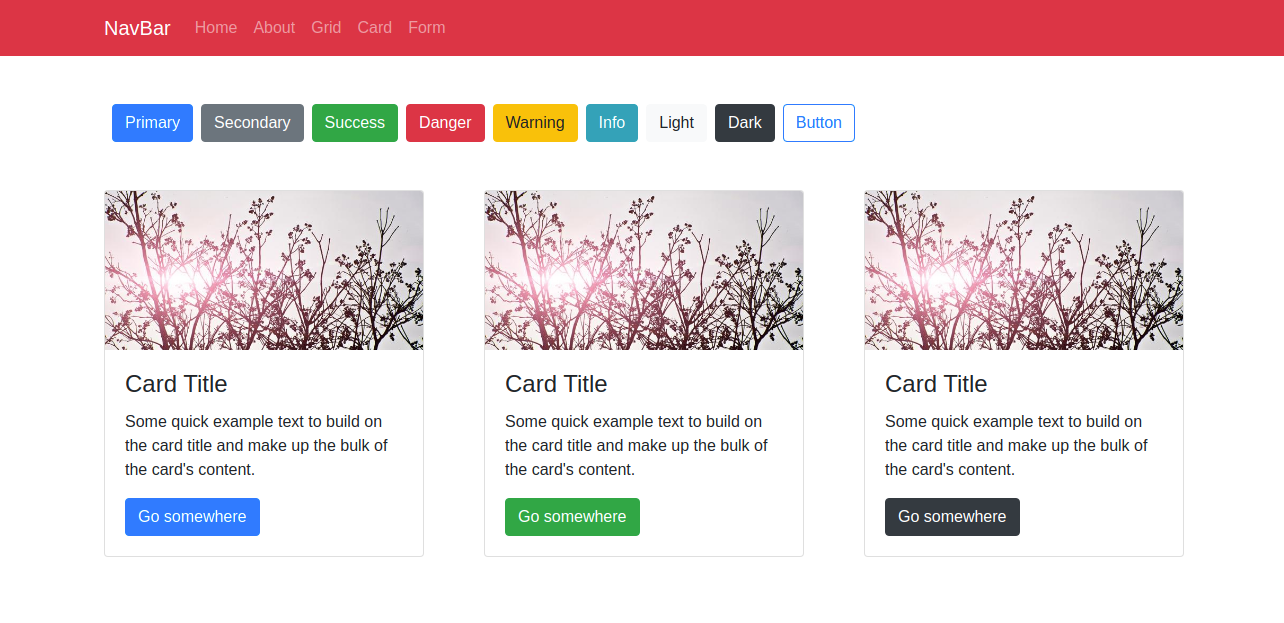 NavBar Home About Grid Card Form
Primary Secondary Success Danger Warning Info Light Dark Button
Card Title
Some quick example text to build on
the card title and make up the bulk of
the card's content.
Go somewhere
Card Title
Some quick example text to build on
the card title and make up the bulk of
the card's content.
Go somewhere
Card Title
Some quick example text to build on
the card title and make up the bulk of
the card's content.
Go somewhere